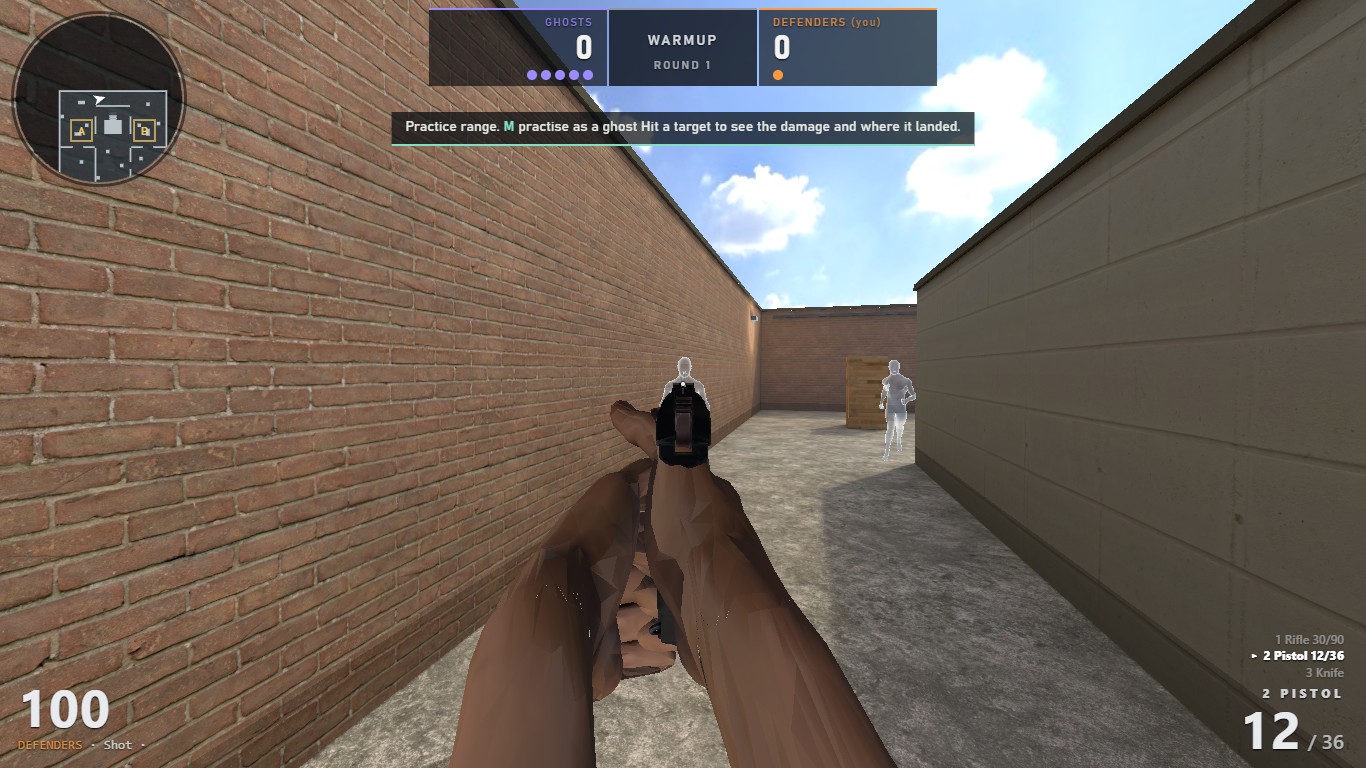 GHOSTS
0
WARMUP
ROUND 1
DEFENDERS (you)
0
A
B
Practice range. M practise as a ghost Hit a target to see the damage and where it landed.
1 Rifle 30/90
▸ 2 Pistol 12/36
3 Knife
2 PISTOL
12 / 36
100
DEFENDERS · Shot ·